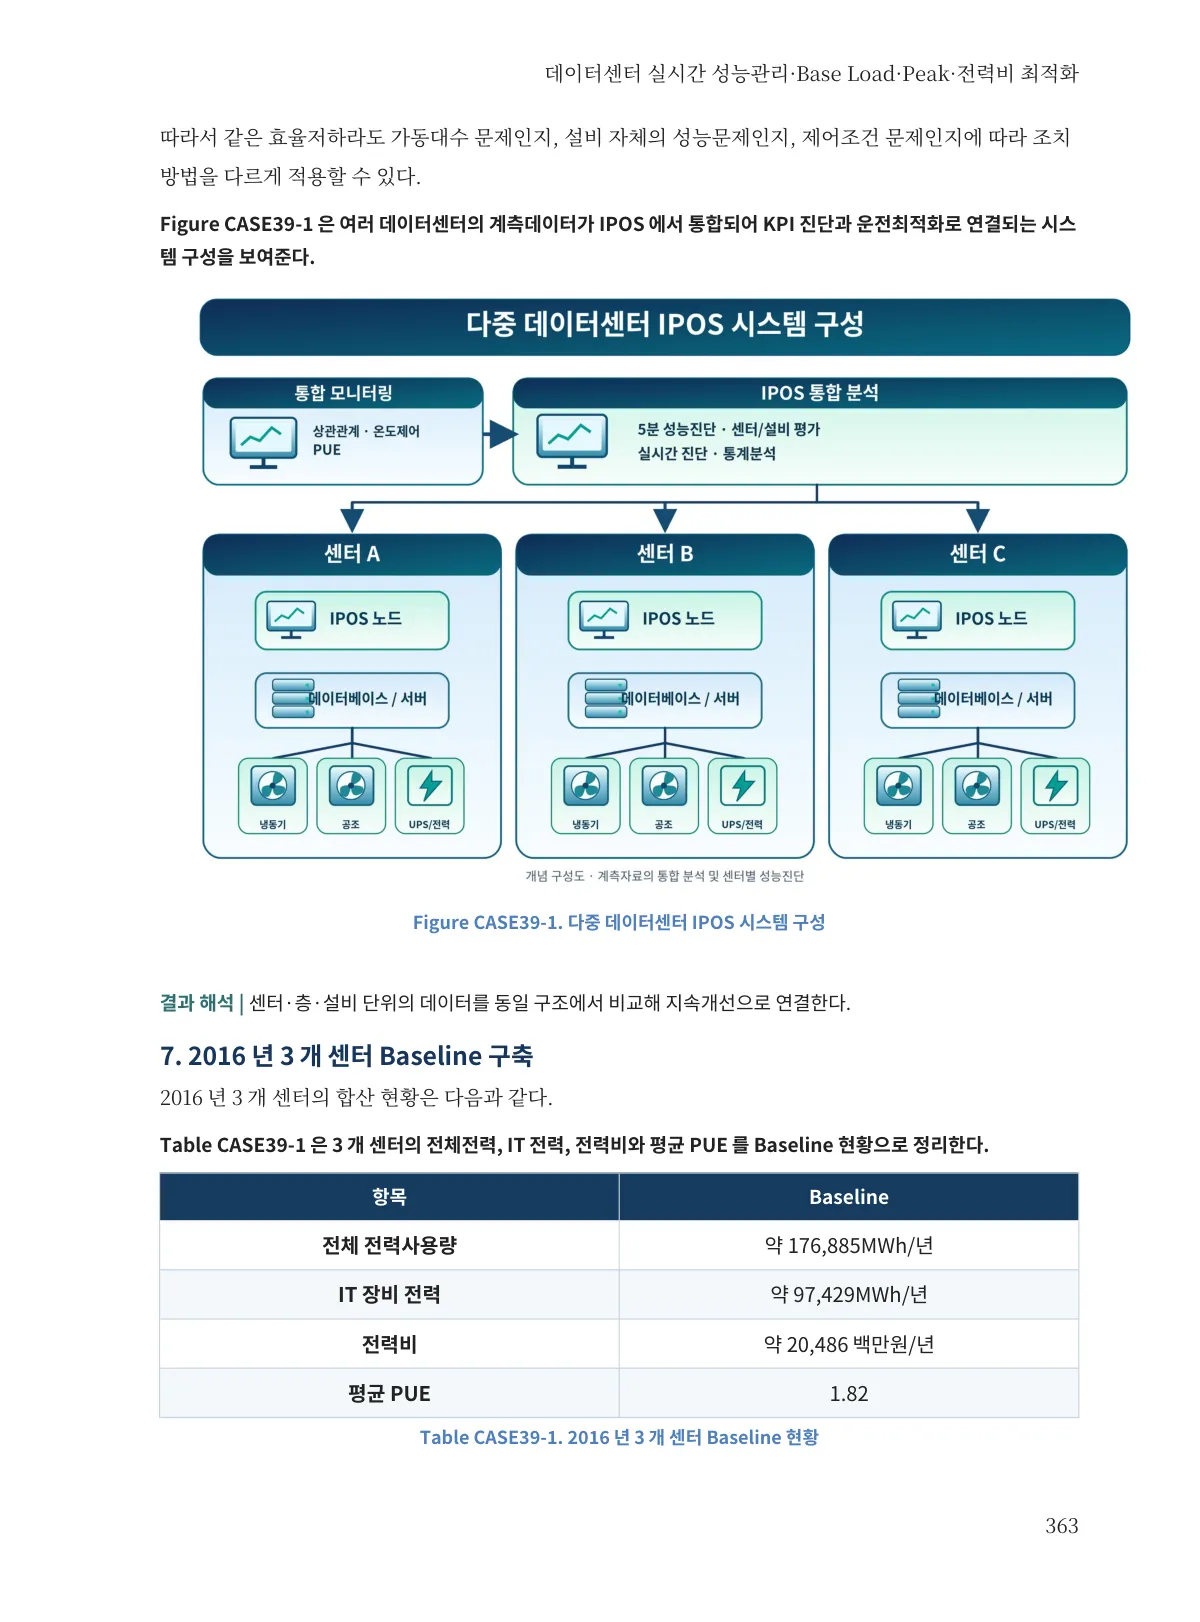 데이터센터 실시간 성능관리·Base Load·Peak·전력비 최적화
따라서 같은 효율저하라도 가동대수 문제인지, 설비 자체의 성능문제인지, 제어조건 문제인지에 따라 조치
방법을 다르게 적용할 수 있다.
Figure CASE39-1 은 여러 데이터센터의 계측데이터가 IPOS 에서 통합되어 KPI 진단과 운전최적화로 연결되는 시스
템 구성을 보여준다.
다중 데이터센터 IPOS 시스템 구성
통합 모니터링
상관관계 · 온도제어
PUE
IPOS 통합 분석
5분 성능진단 · 센터/설비 평가
실시간 진단 · 통계분석
센터 A
IPOS 노드
데이터베이스 / 서버
냉동기
공조
UPS/전력
센터 B
IPOS 노드
데이터베이스 / 서버
냉동기
공조
UPS/전력
센터 C
IPOS 노드
데이터베이스 / 서버
냉동기
공조
UPS/전력
개념 구성도 · 계측자료의 통합 분석 및 센터별 성능진단
Figure CASE39-1. 다중 데이터센터 IPOS 시스템 구성
결과 해석 | 센터·층·설비 단위의 데이터를 동일 구조에서 비교해 지속개선으로 연결한다.
7. 2016 년 3 개 센터 Baseline 구축
2016 년 3 개 센터의 합산 현황은 다음과 같다.
Table CASE39-1 은 3 개 센터의 전체전력, IT 전력, 전력비와 평균 PUE 를 Baseline 현황으로 정리한다.
항목 Baseline
전체 전력사용량 약 176,885MWh/년
IT 장비 전력 약 97,429MWh/년
전력비 약 20,486 백만원/년
평균 PUE 1.82
Table CASE39-1. 2016 년 3 개 센터 Baseline 현황
363